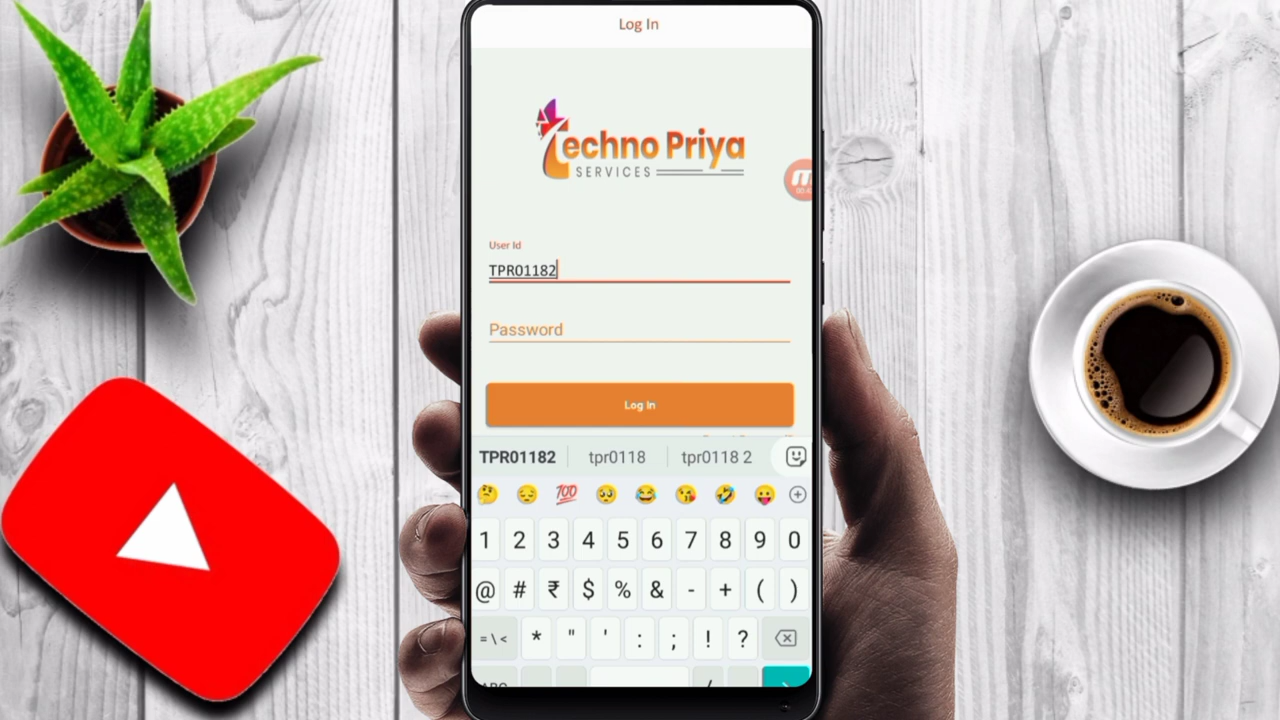 Log In
Techno Priya
SERVICES
User Id
TPR01182
Password
Log In
TPR01182 tpr0118 tpr0118 2
1 2 3 4 5 6 7 8 9 0
@ # ₹ $ % & - + ( )
= \ < * " ' : ; ! ?